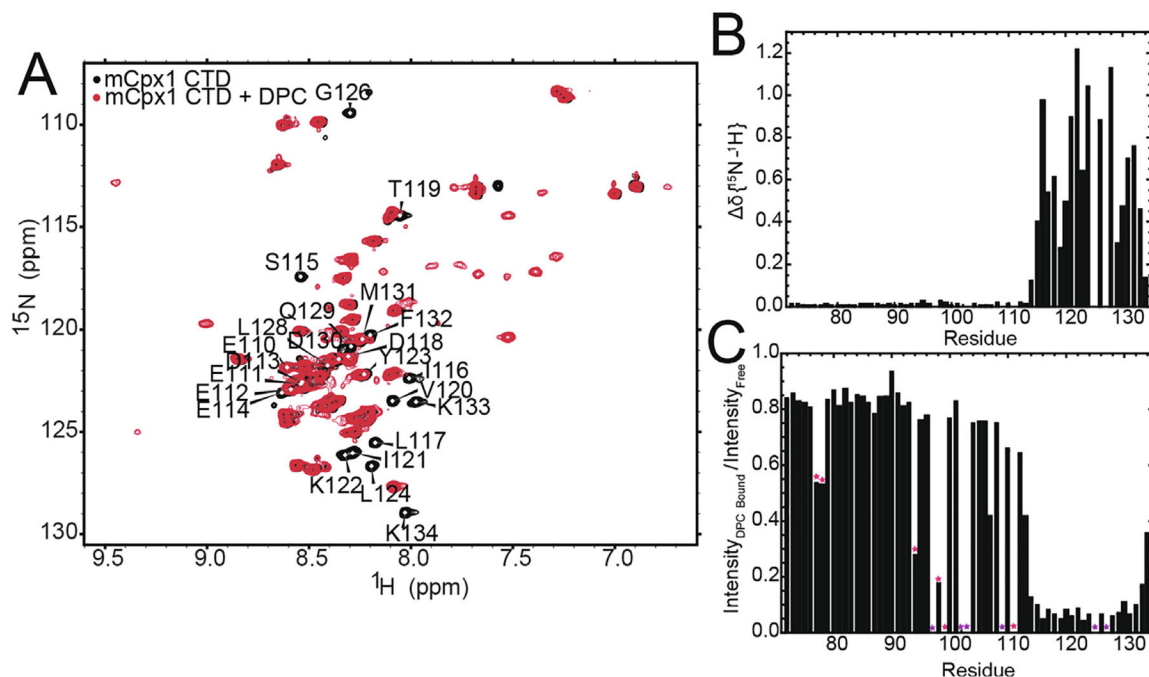 A
mCpx1 CTD
mCpx1 CTD + DPC
G126
T119
S115
M131
Q129
F132
L128
D130
D118
E110
Y123
D113
I116
E111
V120
E112
K133
E114
L117
I121
K122
L124
K134
110
115
120
125
130
15N (ppm)
9.5
9.0
8.5
8.0
7.5
7.0
1H (ppm)
B
1.2
1.0
0.8
0.6
0.4
0.2
0.0
Δδ{15N-1H}
80
90
100
110
120
130
Residue
C
1.0
0.8
0.6
0.4
0.2
0.0
IntensityDPC Bound/IntensityFree
80
90
100
110
120
130
Residue